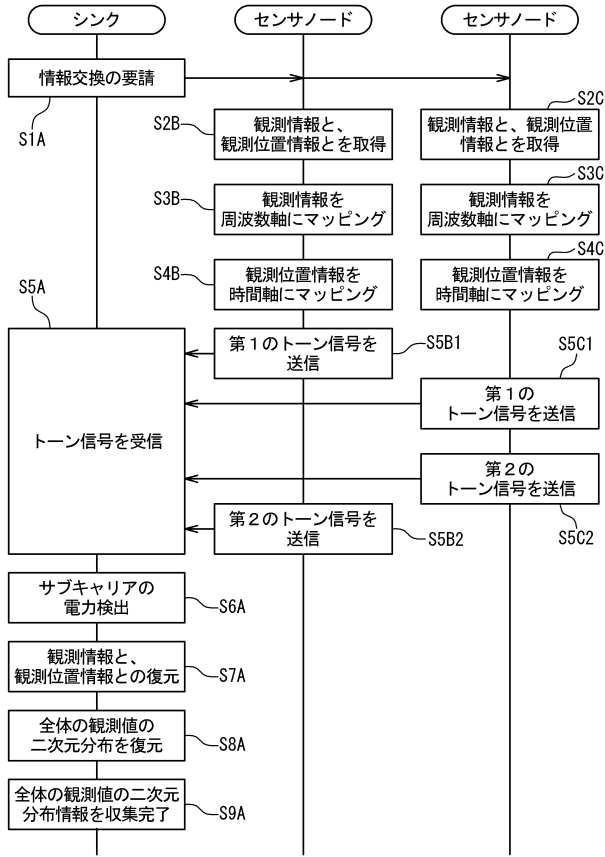 シンク
センサノード
センサノード
情報交換の要請
S1A
S2B
観測情報と、
観測位置情報とを取得
S2C
観測情報と、観測位置
情報とを取得
S3B
観測情報を
周波数軸にマッピング
S3C
観測情報を
周波数軸にマッピング
S4B
観測位置情報を
時間軸にマッピング
S4C
観測位置情報を
時間軸にマッピング
S5A
トーン信号を受信
第1のトーン信号を
送信
S5B1
S5C1
第1の
トーン信号を送信
第2の
トーン信号を送信
S5C2
第2のトーン信号を
送信
S5B2
サブキャリアの
電力検出
S6A
観測情報と、
観測位置情報との復元
S7A
全体の観測値の
二次元分布を復元
S8A
全体の観測値の二次元
分布情報を収集完了
S9A